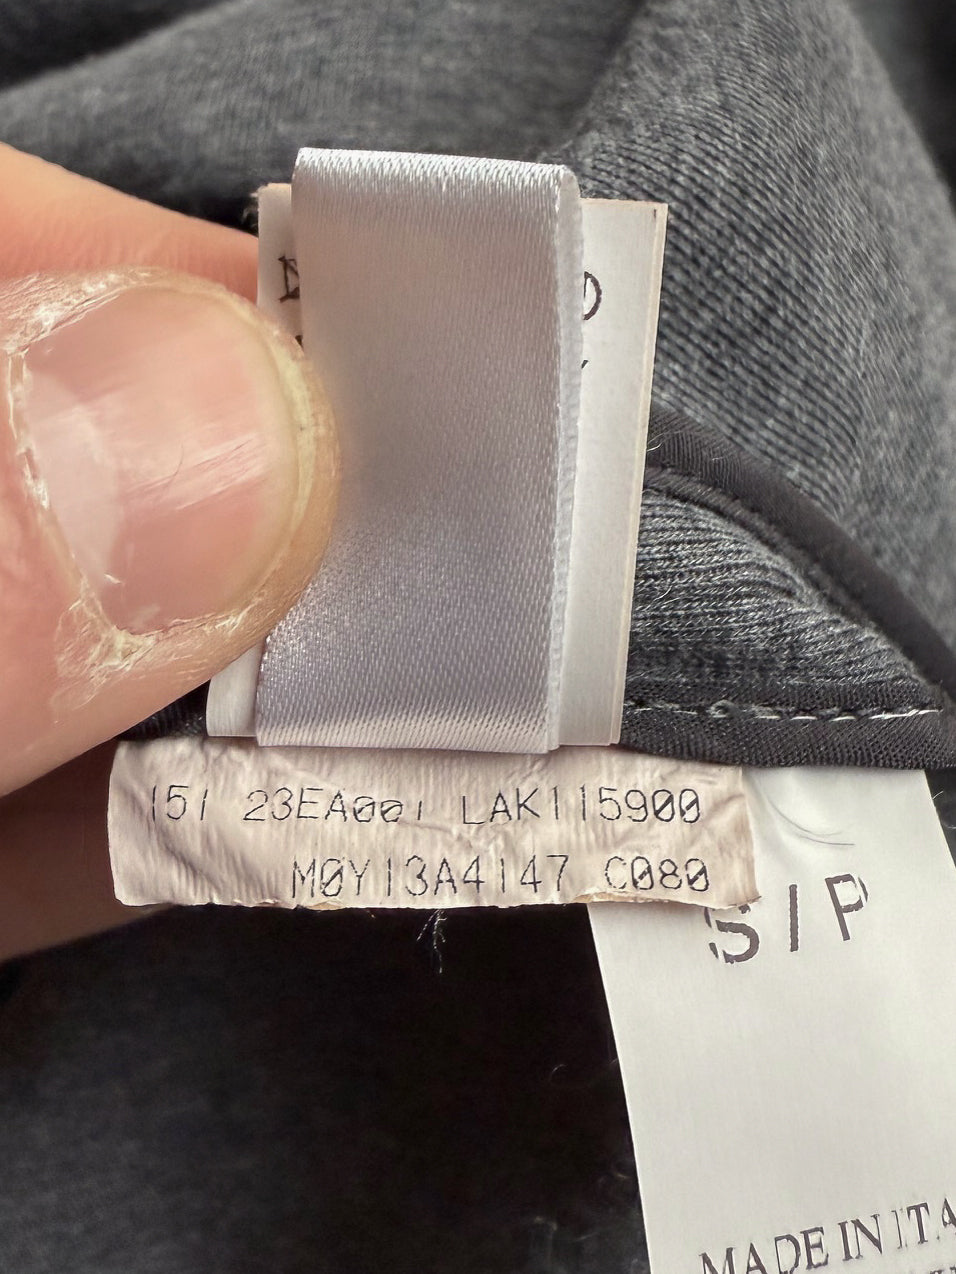 151 23EA001 LAK115900
M0Y13A4147 C080
S/P
MADE IN ITA